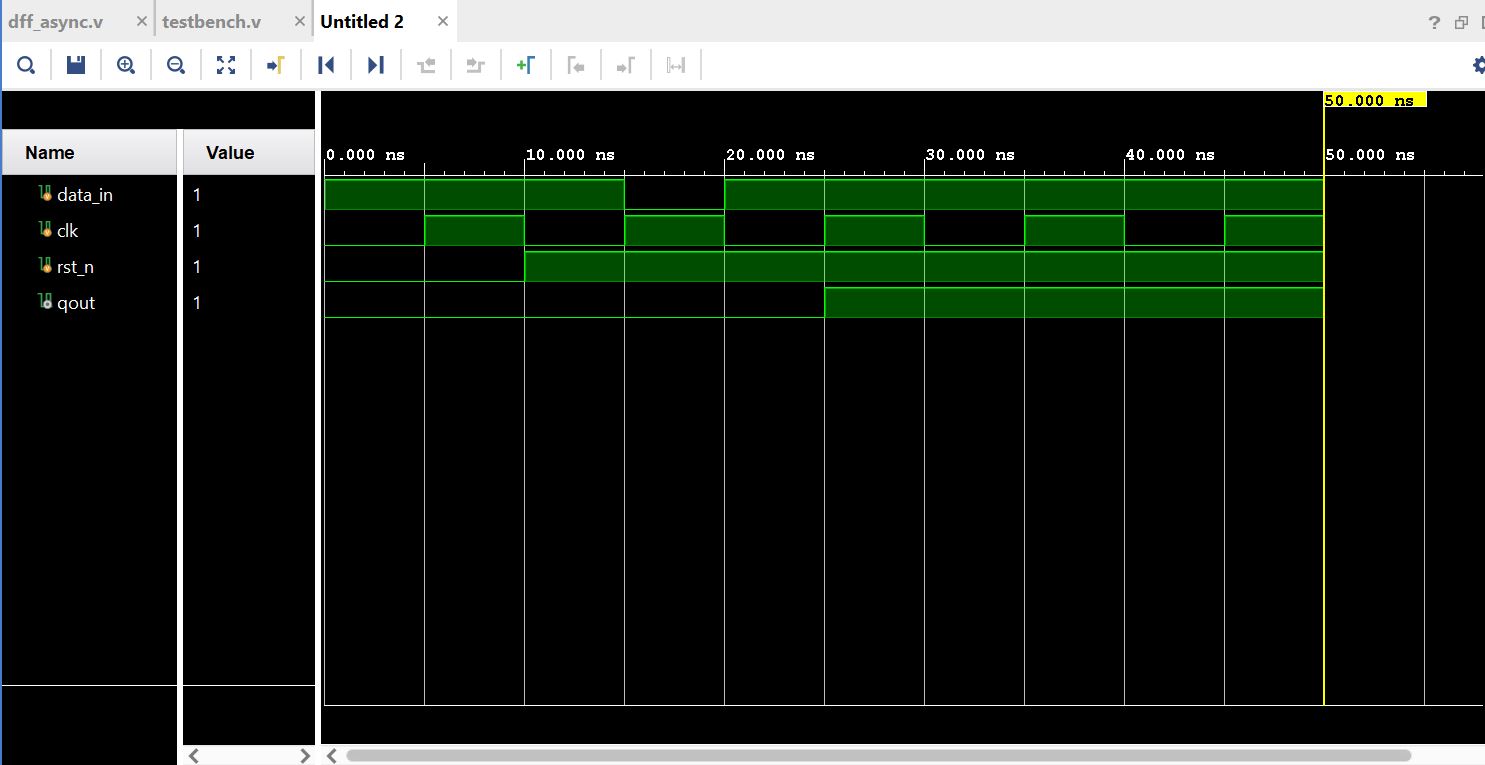 dff_async.v × testbench.v × Untitled 2 ×
?
50.000 ns
Name Value
0.000 ns 10.000 ns 20.000 ns 30.000 ns 40.000 ns 50.000 ns
data_in 1
clk 1
rst_n 1
qout 1